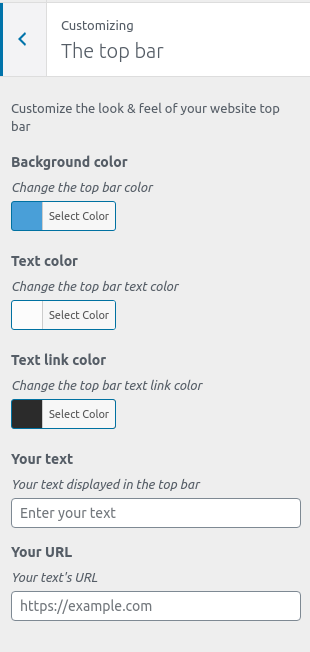 Customizing
The top bar
Customize the look & feel of your website top
bar
Background color
Change the top bar color
Select Color
Text color
Change the top bar text color
Select Color
Text link color
Change the top bar text link color
Select Color
Your text
Your text displayed in the top bar
Enter your text
Your URL
Your text's URL
https://example.com